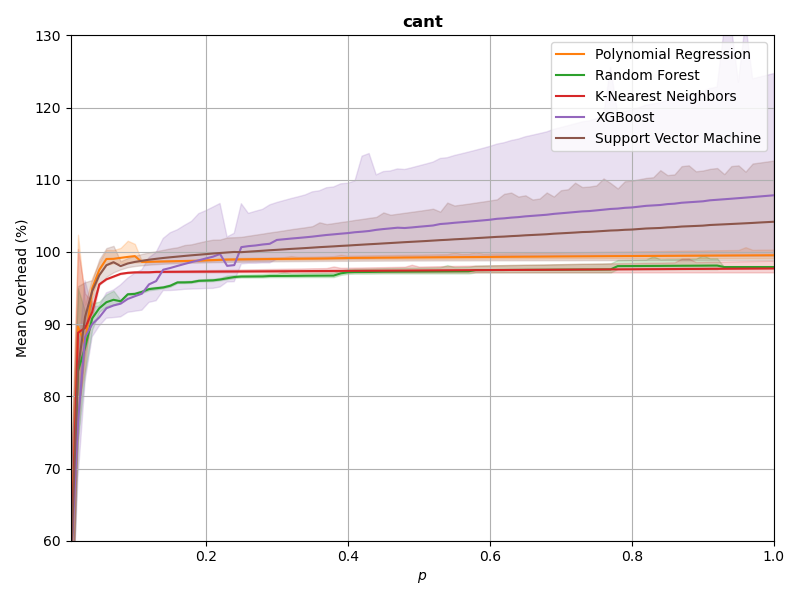 cant
130
120
110
100
90
80
70
60
Mean Overhead (%)
Polynomial Regression
Random Forest
K-Nearest Neighbors
XGBoost
Support Vector Machine
0.2
0.4
0.6
0.8
1.0
p